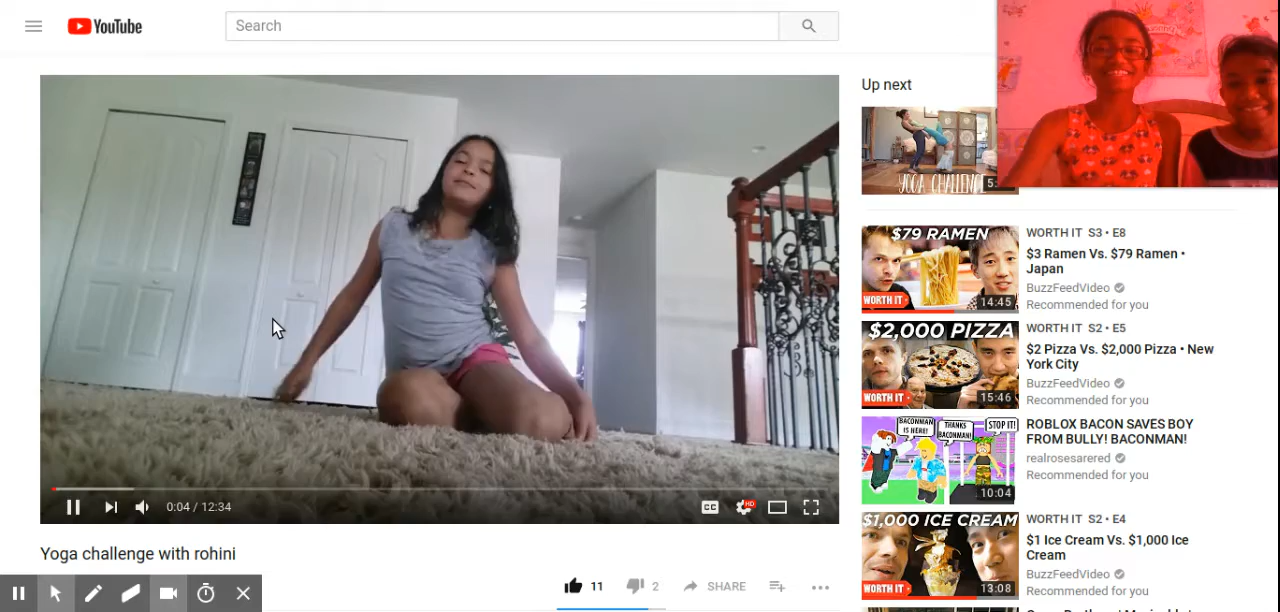 YouTube
Search
Up next
YOGA CHALLENGE
5:
0:04 / 12:34
CC
HD
Yoga challenge with rohini
11
2
SHARE
$79 RAMEN
WORTH IT
14:45
WORTH IT S3 • E8
$3 Ramen Vs. $79 Ramen •
Japan
BuzzFeedVideo
Recommended for you
$2,000 PIZZA
WORTH IT
15:46
WORTH IT S2 • E5
$2 Pizza Vs. $2,000 Pizza • New
York City
BuzzFeedVideo
Recommended for you
BACONMAN
IS HERE!
THANKS
BACONMAN!
STOP IT!
10:04
ROBLOX BACON SAVES BOY
FROM BULLY! BACONMAN!
realrosesarered
Recommended for you
$1,000 ICE CREAM
WORTH IT
13:08
WORTH IT S2 • E4
$1 Ice Cream Vs. $1,000 Ice
Cream
BuzzFeedVideo
Recommended for you